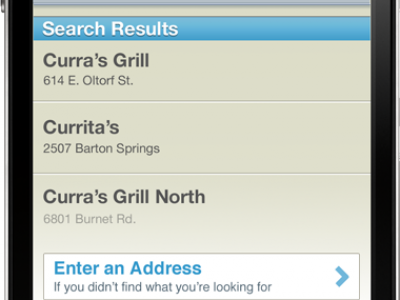 Search Results
Curra's Grill
614 E. Oltorf St.
Currita's
2507 Barton Springs
Curra's Grill North
6801 Burnet Rd.
Enter an Address
If you didn't find what you're looking for